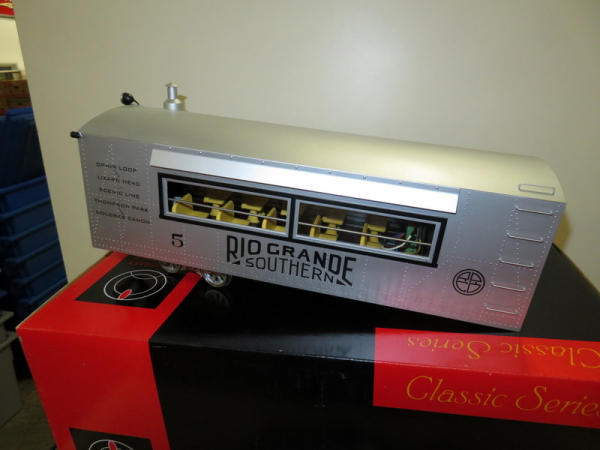 OPHIR LOOP
LIZARD HEAD
SCENIC LINE
THOMPSON PARK
DOLORES CANON
5
RIO GRANDE
SOUTHERN
Classic Series
Classic Series